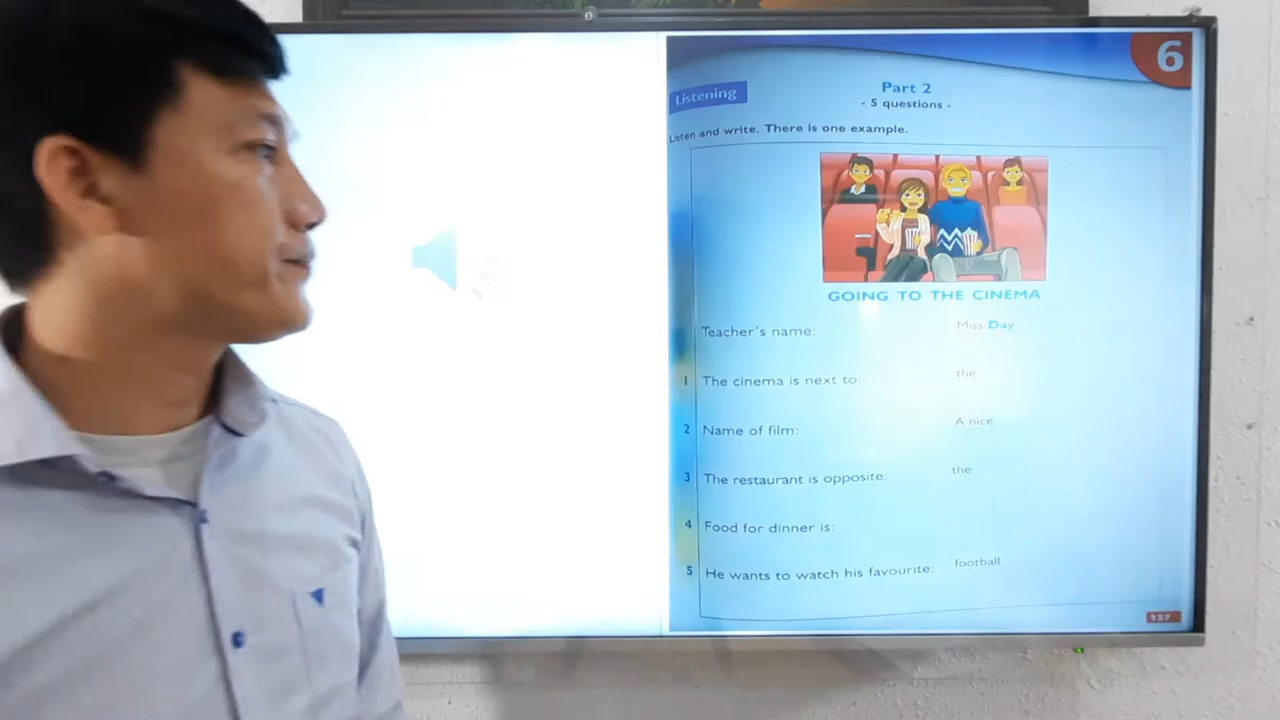 6
Listening
Part 2
- 5 questions -
Listen and write. There is one example.
GOING TO THE CINEMA
Teacher's name: Miss Day
1 The cinema is next to: the
2 Name of film: A nice
3 The restaurant is opposite: the
4 Food for dinner is:
5 He wants to watch his favourite: football
137